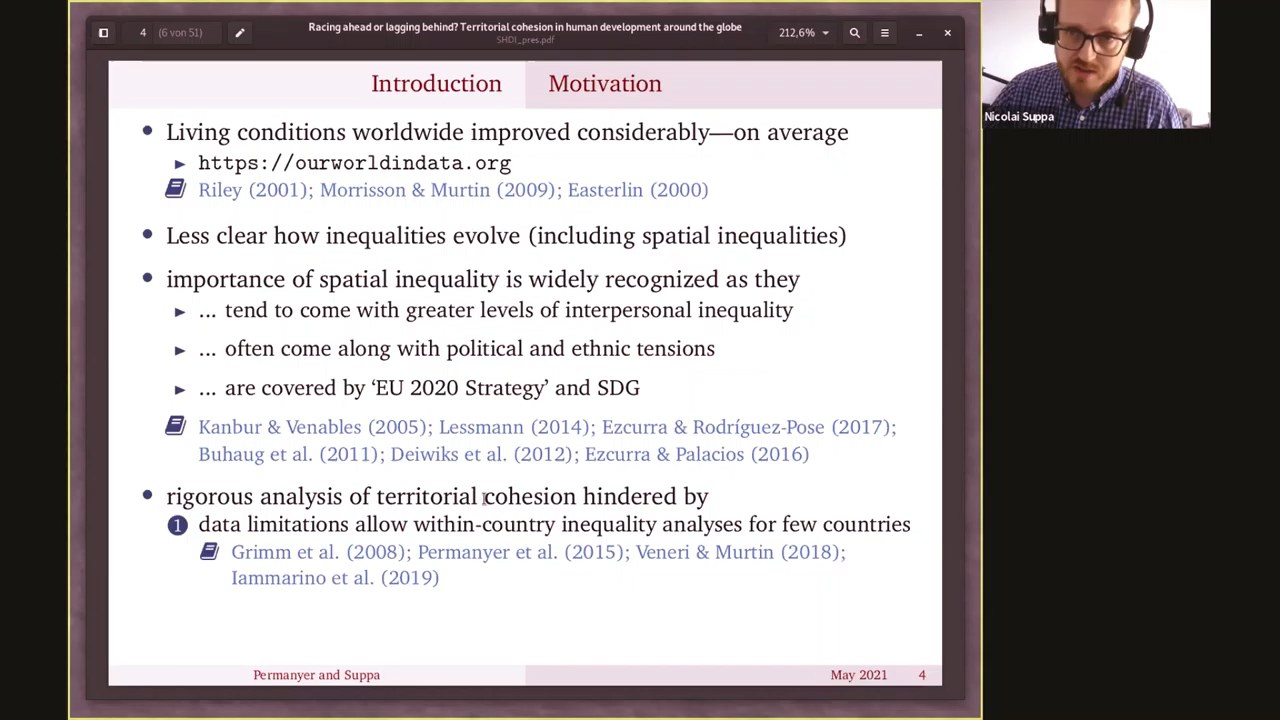 4 (6 von 51)
Racing ahead or lagging behind? Territorial cohesion in human development around the globe
SHDI_pres.pdf
212,6%
Introduction Motivation
• Living conditions worldwide improved considerably—on average
► https://ourworldindata.org
Riley (2001); Morrisson & Murtin (2009); Easterlin (2000)
• Less clear how inequalities evolve (including spatial inequalities)
• importance of spatial inequality is widely recognized as they
► ... tend to come with greater levels of interpersonal inequality
► ... often come along with political and ethnic tensions
► ... are covered by ‘EU 2020 Strategy’ and SDG
Kanbur & Venables (2005); Lessmann (2014); Ezcurra & Rodríguez-Pose (2017);
Buhaug et al. (2011); Deiwiks et al. (2012); Ezcurra & Palacios (2016)
• rigorous analysis of territorial cohesion hindered by
1 data limitations allow within-country inequality analyses for few countries
Grimm et al. (2008); Permanyer et al. (2015); Veneri & Murtin (2018);
Iammarino et al. (2019)
Permanyer and Suppa May 2021 4
Nicolai Suppa